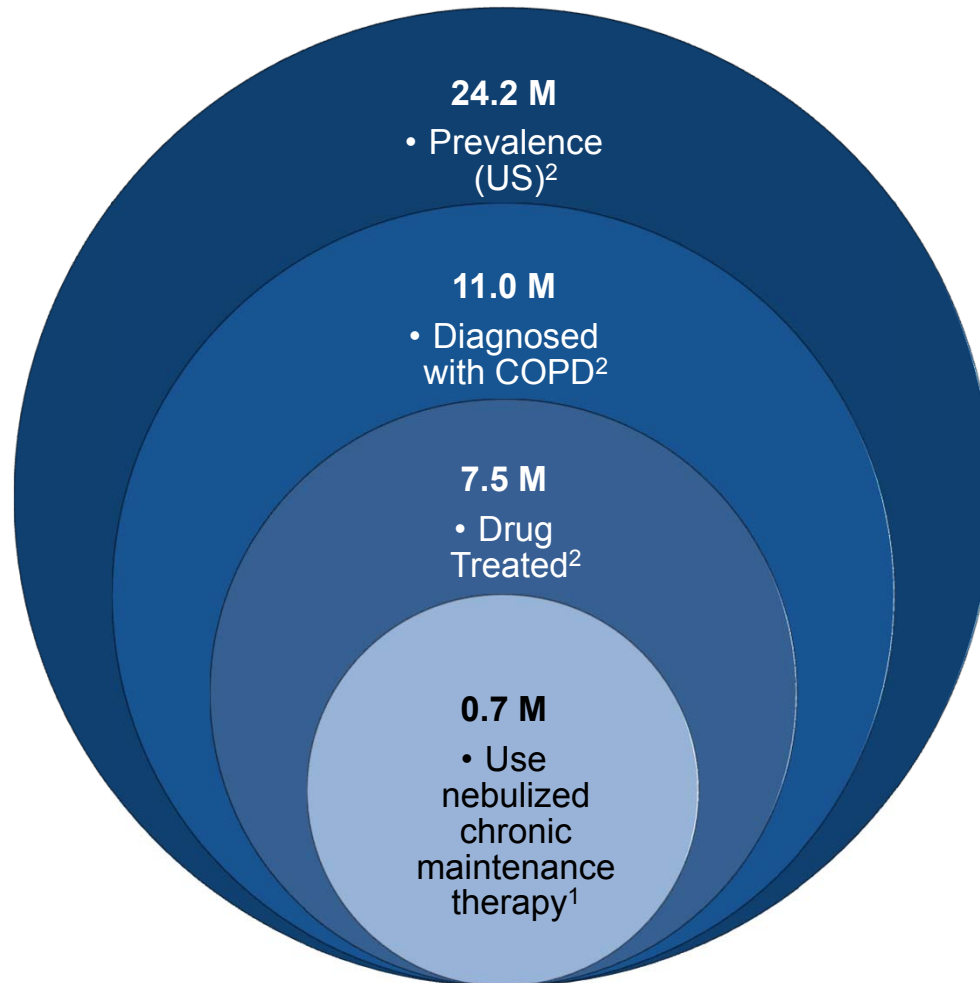 24.2 M
• Prevalence
(US)²
11.0 M
• Diagnosed
with COPD²
7.5 M
• Drug
Treated²
0.7 M
• Use
nebulized
chronic
maintenance
therapy¹